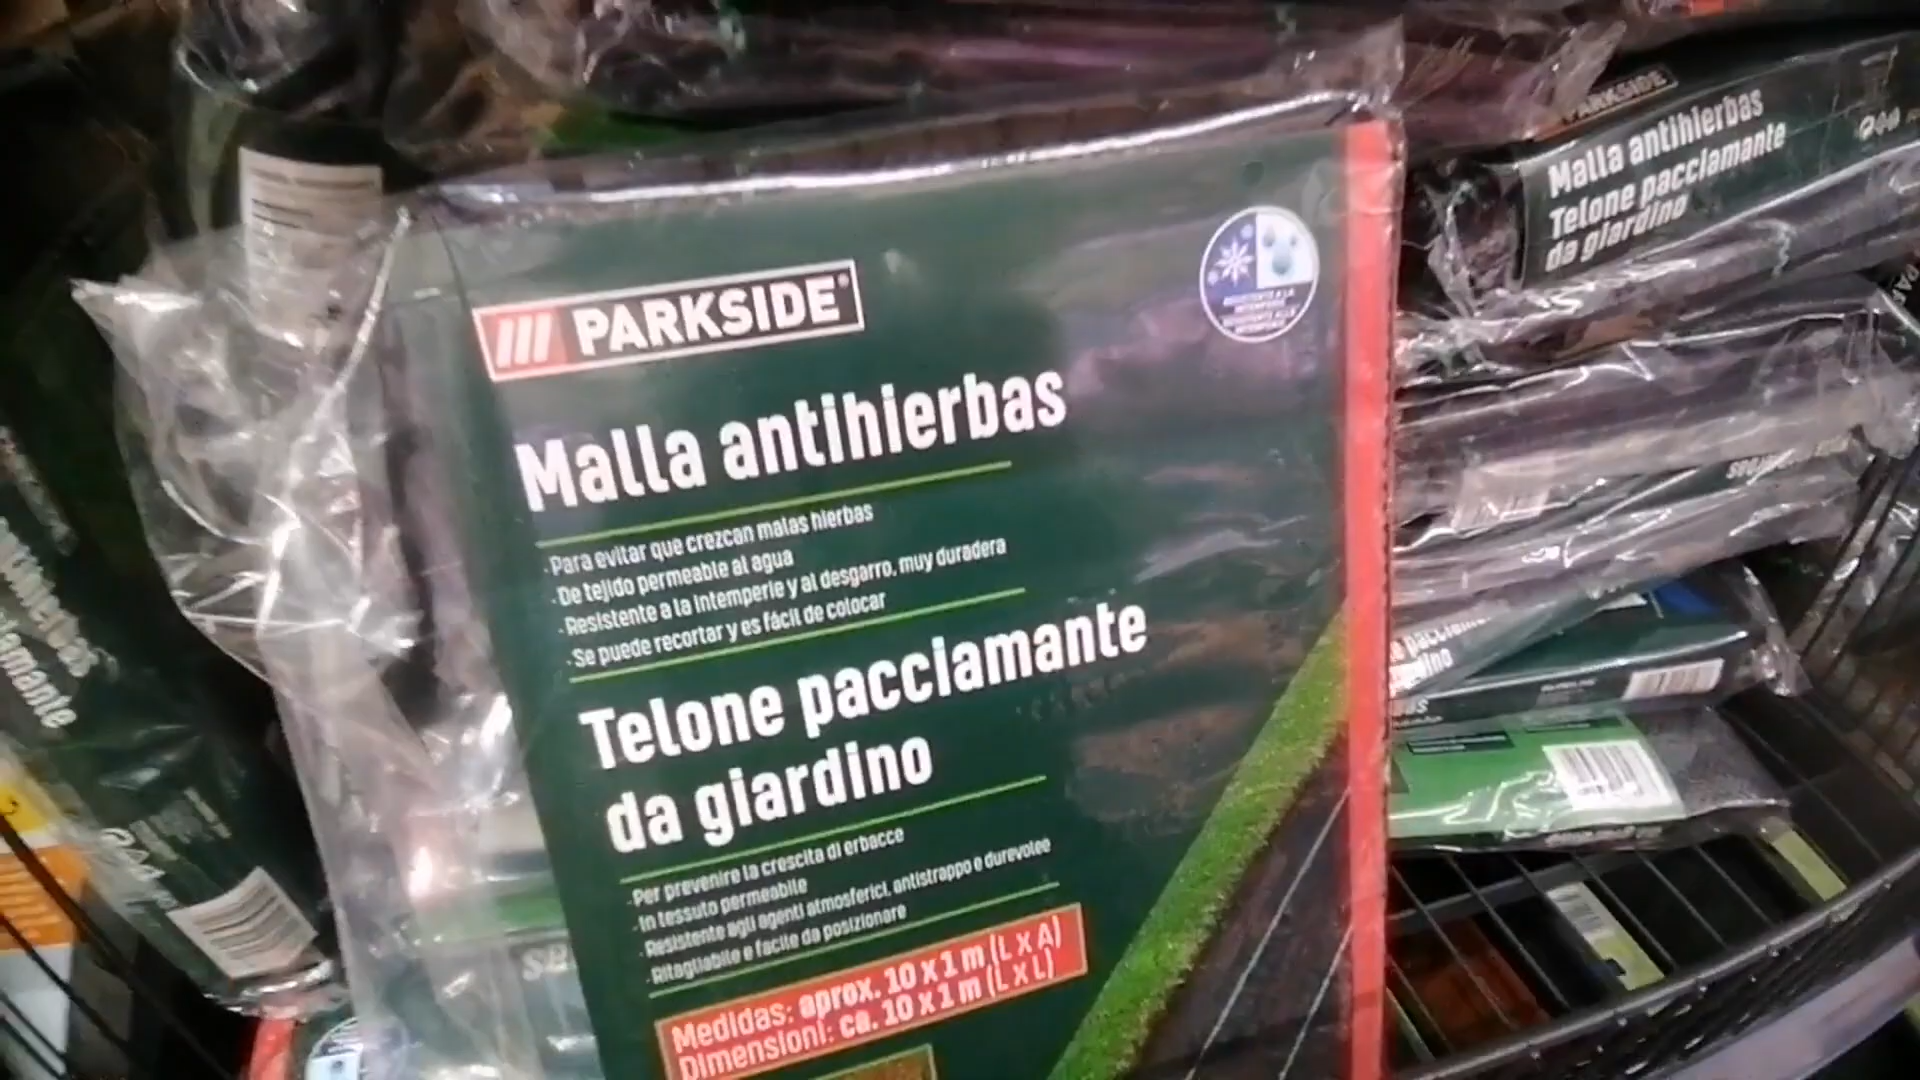 PARKSIDE
Malla antihierbas
· Para evitar que crezcan malas hierbas
· De tejido permeable al agua
· Resistente a la intemperie y al desgarro, muy duradera
· Se puede recortar y es fácil de colocar
Telone pacciamante
da giardino
· Per prevenire la crescita di erbacce
· In tessuto permeabile
· Resistente agli agenti atmosferici, antistrappo e durevolee
· Ritagliabile e facile da posizionare
Medidas: aprox. 10 x 1 m (L x A)
Dimensioni: ca. 10 x 1 m (L x L)
RESISTENTE A LA
INTEMPERIE
PARKSIDE
Malla antihierbas
Telone pacciamante
da giardino